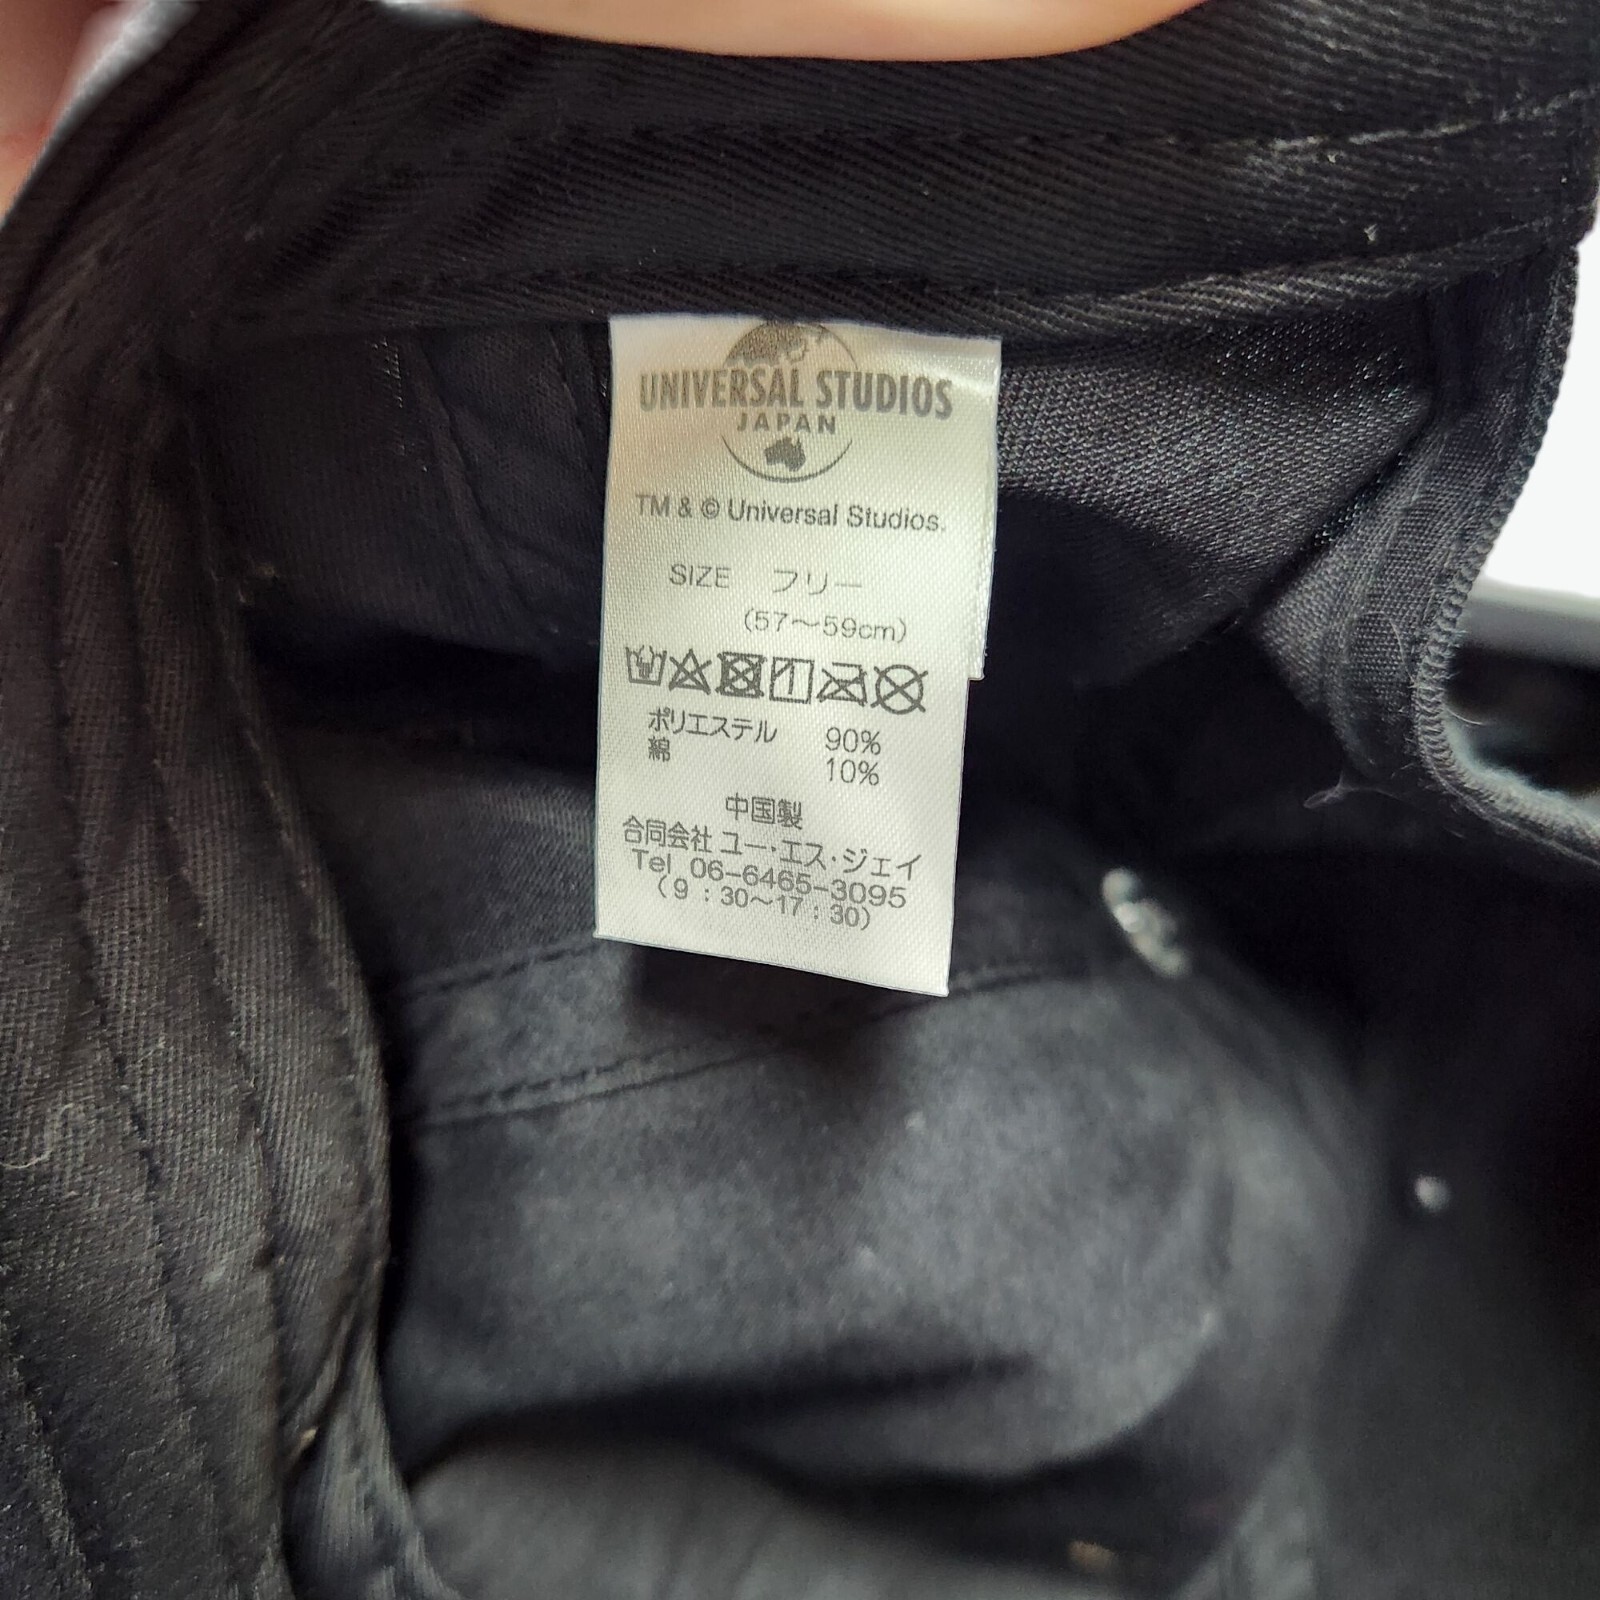 UNIVERSAL STUDIOS
JAPAN
TM & © Universal Studios.
SIZE フリー
(57～59cm)
ポリエステル 90%
綿 10%
中国製
合同会社 ユー・エス・ジェイ
Tel 06-6465-3095
(9：30～17：30)